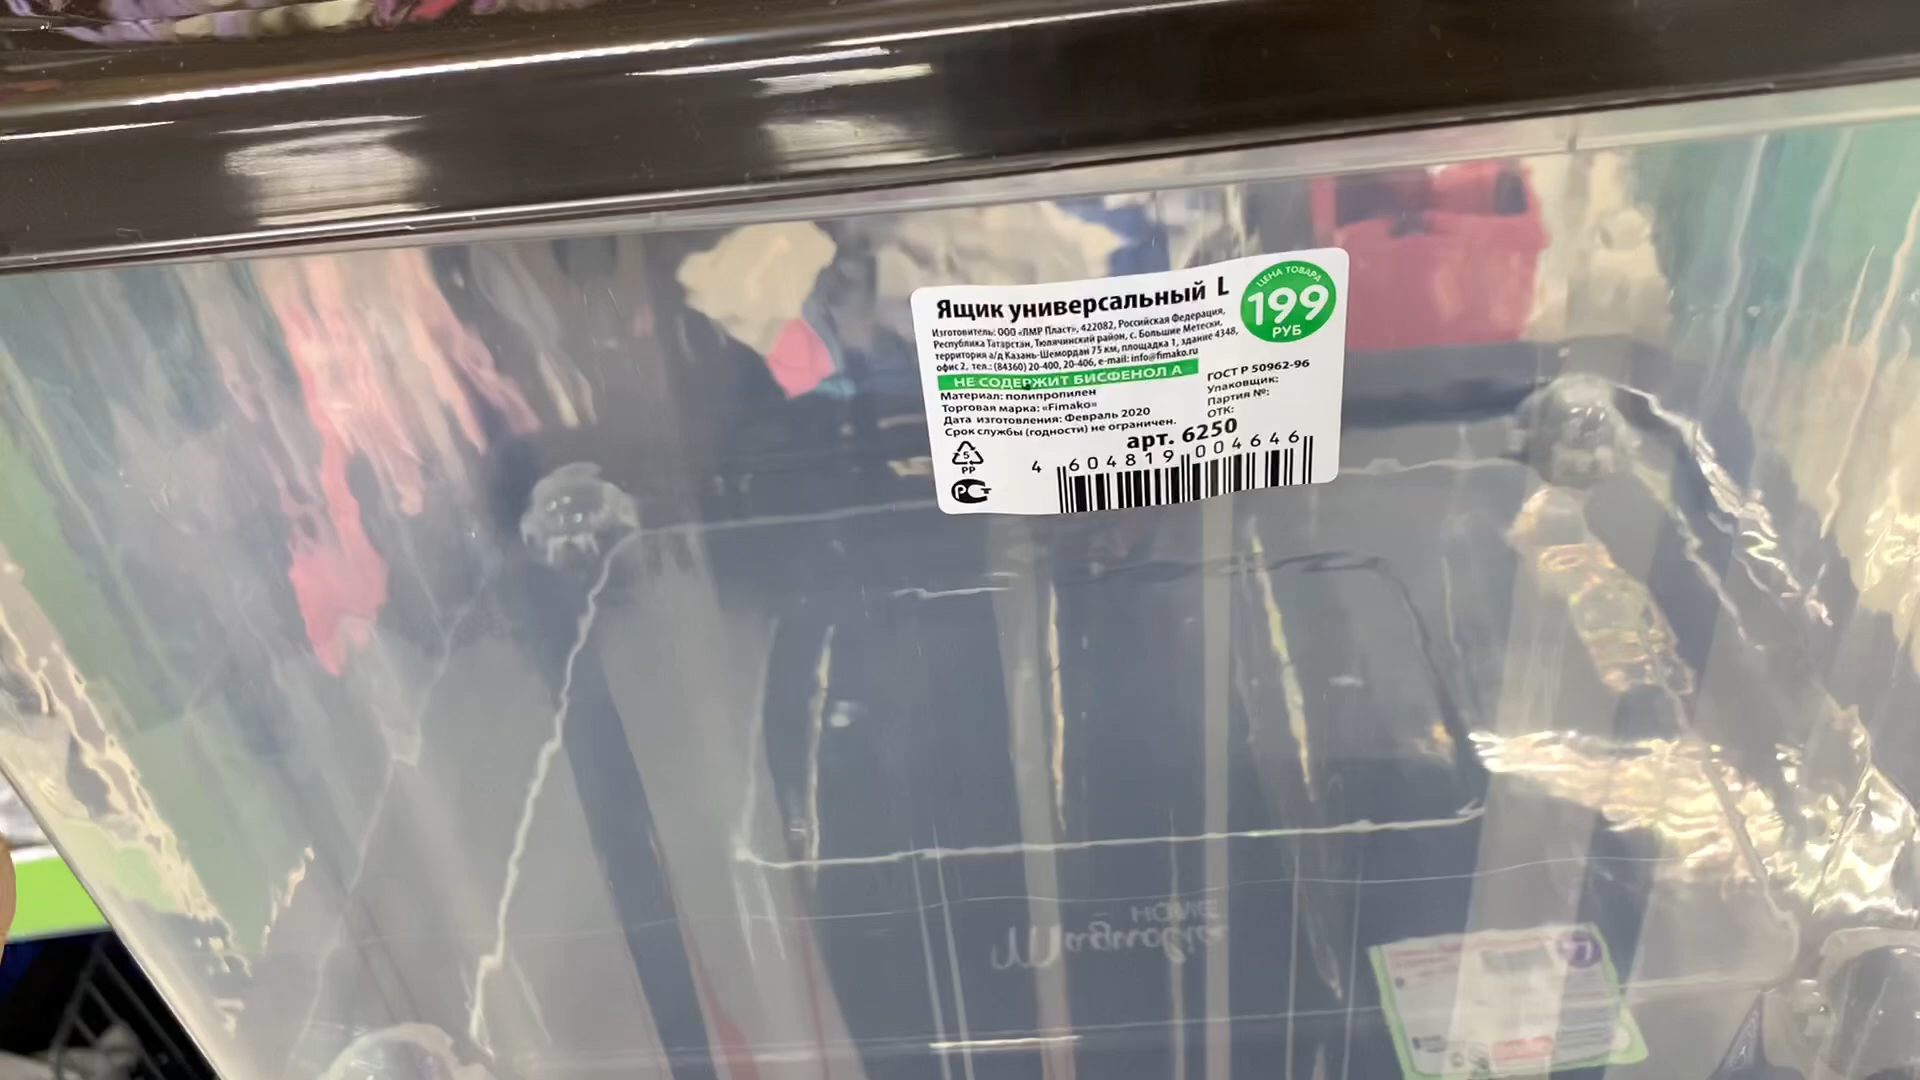 Ящик универсальный L
ЦЕНА ТОВАРА
199
РУБ
Изготовитель: ООО «ЛМР Пласт», 422082, Российская Федерация,
Республика Татарстан, Тюлячинский район, с. Большие Метески,
территория а/д Казань-Шемордан 75 км, площадка 1, здание 4348,
офис 2, тел.: (84360) 20-400, 20-406, e-mail: info@fimako.ru
НЕ СОДЕРЖИТ БИСФЕНОЛ А
Материал: полипропилен
Торговая марка: «Fimako»
Дата изготовления: Февраль 2020
Срок службы (годности) не ограничен.
ГОСТ Р 50962-96
Упаковщик:
Партия №:
ОТК:
арт. 6250
5
PP
РСТ
4 604819 004646
HOME